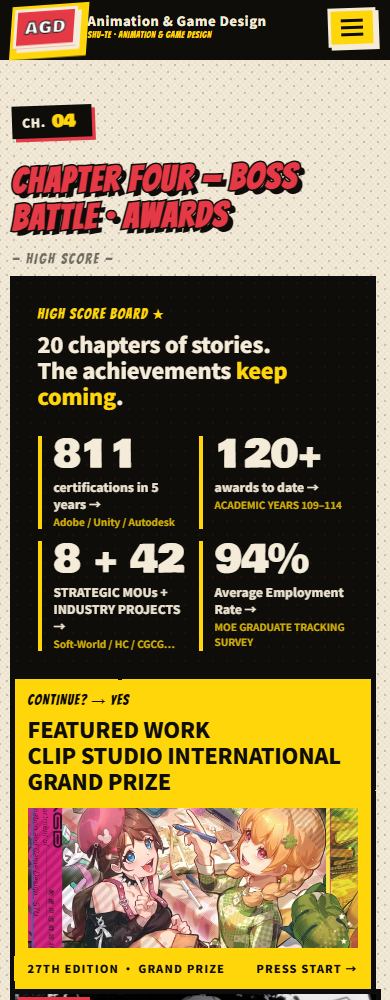 AGD
Animation & Game Design
SHU-TE • ANIMATION & GAME DESIGN
CH. 04
CHAPTER FOUR — BOSS
BATTLE • AWARDS
— HIGH SCORE —
HIGH SCORE BOARD ★
20 chapters of stories.
The achievements keep
coming.
811
certifications in 5
years →
Adobe / Unity / Autodesk
120+
awards to date →
ACADEMIC YEARS 109–114
8 + 42
STRATEGIC MOUs +
INDUSTRY PROJECTS
→
Soft-World / HC / CGCG...
94%
Average Employment
Rate →
MOE GRADUATE TRACKING
SURVEY
CONTINUE? → YES
FEATURED WORK
CLIP STUDIO INTERNATIONAL
GRAND PRIZE
27TH EDITION • GRAND PRIZE
PRESS START →